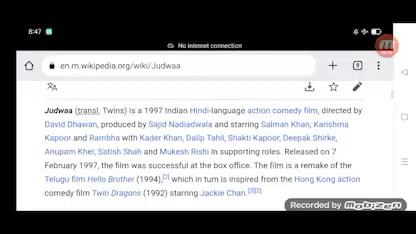 8:47
No internet connection
en.m.wikipedia.org/wiki/Judwaa
9
Judwaa (transl. Twins) is a 1997 Indian Hindi-language action comedy film, directed by
David Dhawan, produced by Sajid Nadiadwala and starring Salman Khan, Karishma
Kapoor and Rambha with Kader Khan, Dalip Tahil, Shakti Kapoor, Deepak Shirke,
Anupam Kher, Satish Shah and Mukesh Rishi in supporting roles. Released on 7
February 1997, the film was successful at the box office. The film is a remake of the
Telugu film Hello Brother (1994),[2] which in turn is inspired from the Hong Kong action
comedy film Twin Dragons (1992) starring Jackie Chan.[3][2]
Recorded by mobizen